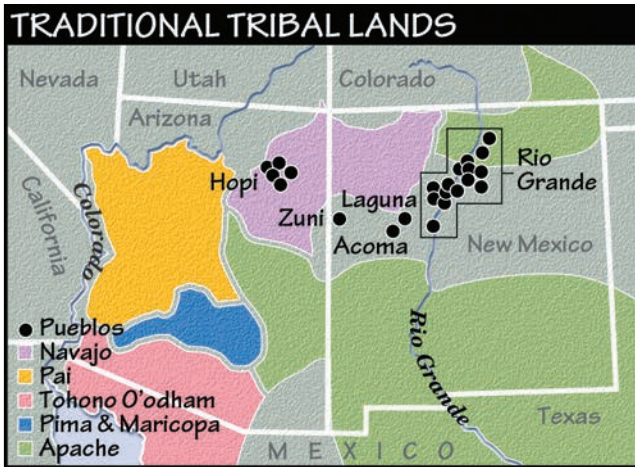 TRADITIONAL TRIBAL LANDS
Nevada
Utah
Colorado
Arizona
Hopi
Rio
Grande
Zuni
Laguna
Acoma
New Mexico
California
Colorado
Rio Grande
Pueblos
Navajo
Pai
Tohono O'odham
Pima & Maricopa
Apache
Texas
MEXICO